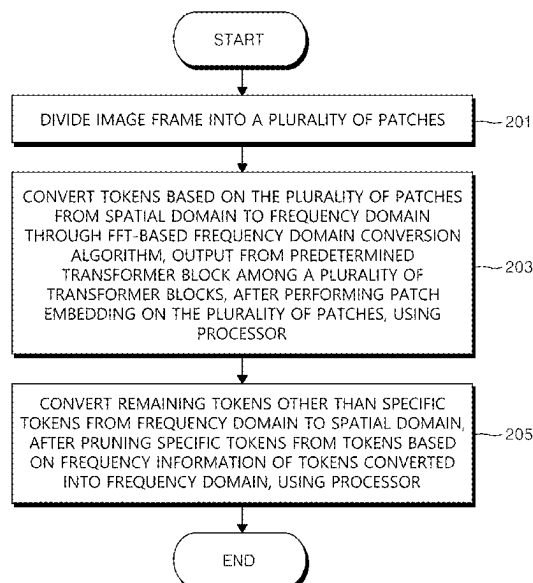 START
DIVIDE IMAGE FRAME INTO A PLURALITY OF PATCHES
201
CONVERT TOKENS BASED ON THE PLURALITY OF PATCHES
FROM SPATIAL DOMAIN TO FREQUENCY DOMAIN
THROUGH FFT-BASED FREQUENCY DOMAIN CONVERSION
ALGORITHM, OUTPUT FROM PREDETERMINED
TRANSFORMER BLOCK AMONG A PLURALITY OF
TRANSFORMER BLOCKS, AFTER PERFORMING PATCH
EMBEDDING ON THE PLURALITY OF PATCHES, USING
PROCESSOR
203
CONVERT REMAINING TOKENS OTHER THAN SPECIFIC
TOKENS FROM FREQUENCY DOMAIN TO SPATIAL DOMAIN,
AFTER PRUNING SPECIFIC TOKENS FROM TOKENS BASED
ON FREQUENCY INFORMATION OF TOKENS CONVERTED
INTO FREQUENCY DOMAIN, USING PROCESSOR
205
END